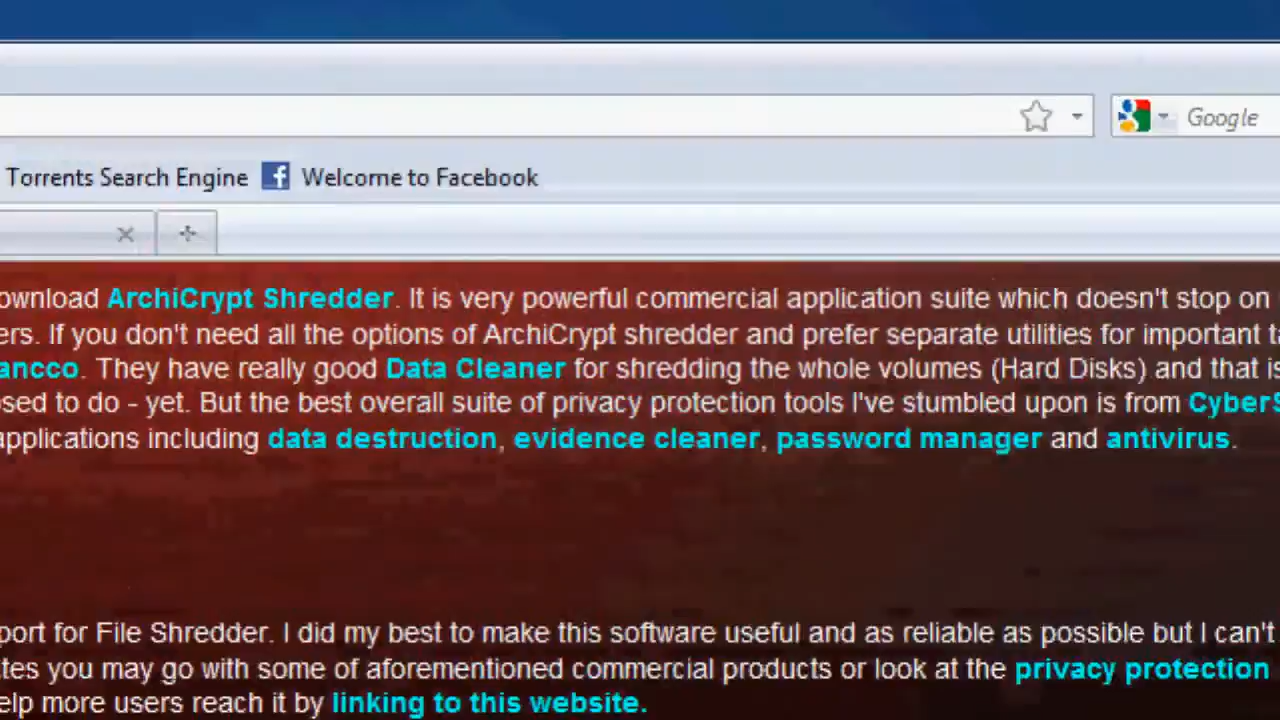 Google
Torrents Search Engine Welcome to Facebook
ownload ArchiCrypt Shredder. It is very powerful commercial application suite which doesn't stop on
ers. If you don't need all the options of ArchiCrypt shredder and prefer separate utilities for important
ancco. They have really good Data Cleaner for shredding the whole volumes (Hard Disks) and that is
osed to do - yet. But the best overall suite of privacy protection tools I've stumbled upon is from CyberS
applications including data destruction, evidence cleaner, password manager and antivirus.
port for File Shredder. I did my best to make this software useful and as reliable as possible but I can't
ates you may go with some of aforementioned commercial products or look at the privacy protection
elp more users reach it by linking to this website.